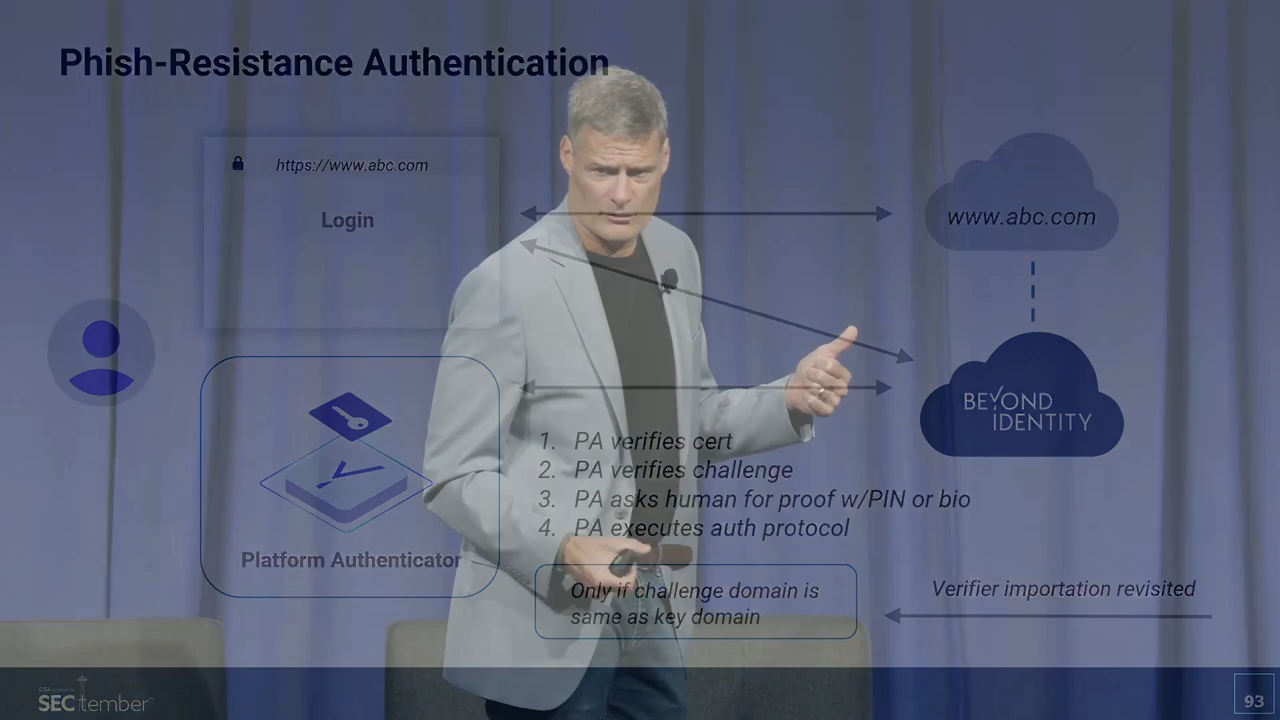 Phish-Resistance Authentication
https://www.abc.com
Login
www.abc.com
BEYOND
IDENTITY
1. PA verifies cert
2. PA verifies challenge
3. PA asks human for proof w/PIN or bio
4. PA executes auth protocol
Platform Authenticator
Only if challenge domain is
same as key domain
Verifier importation revisited
SECtember
93